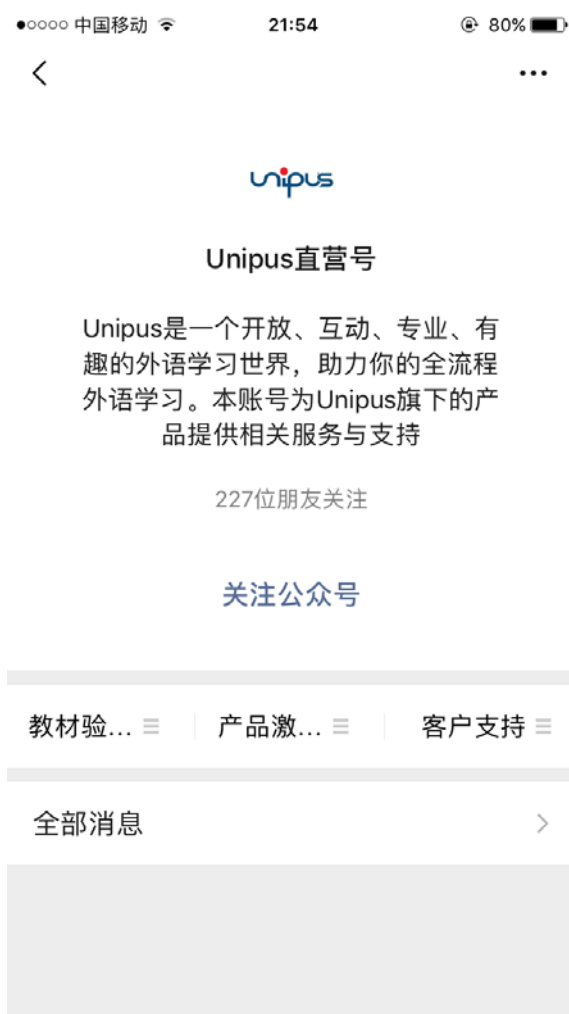 中国移动 21:54 80%
unipus
Unipus直营号
Unipus是一个开放、互动、专业、有
趣的外语学习世界，助力你的全流程
外语学习。本账号为Unipus旗下的产
品提供相关服务与支持
227位朋友关注
关注公众号
教材验... 产品激... 客户支持
全部消息